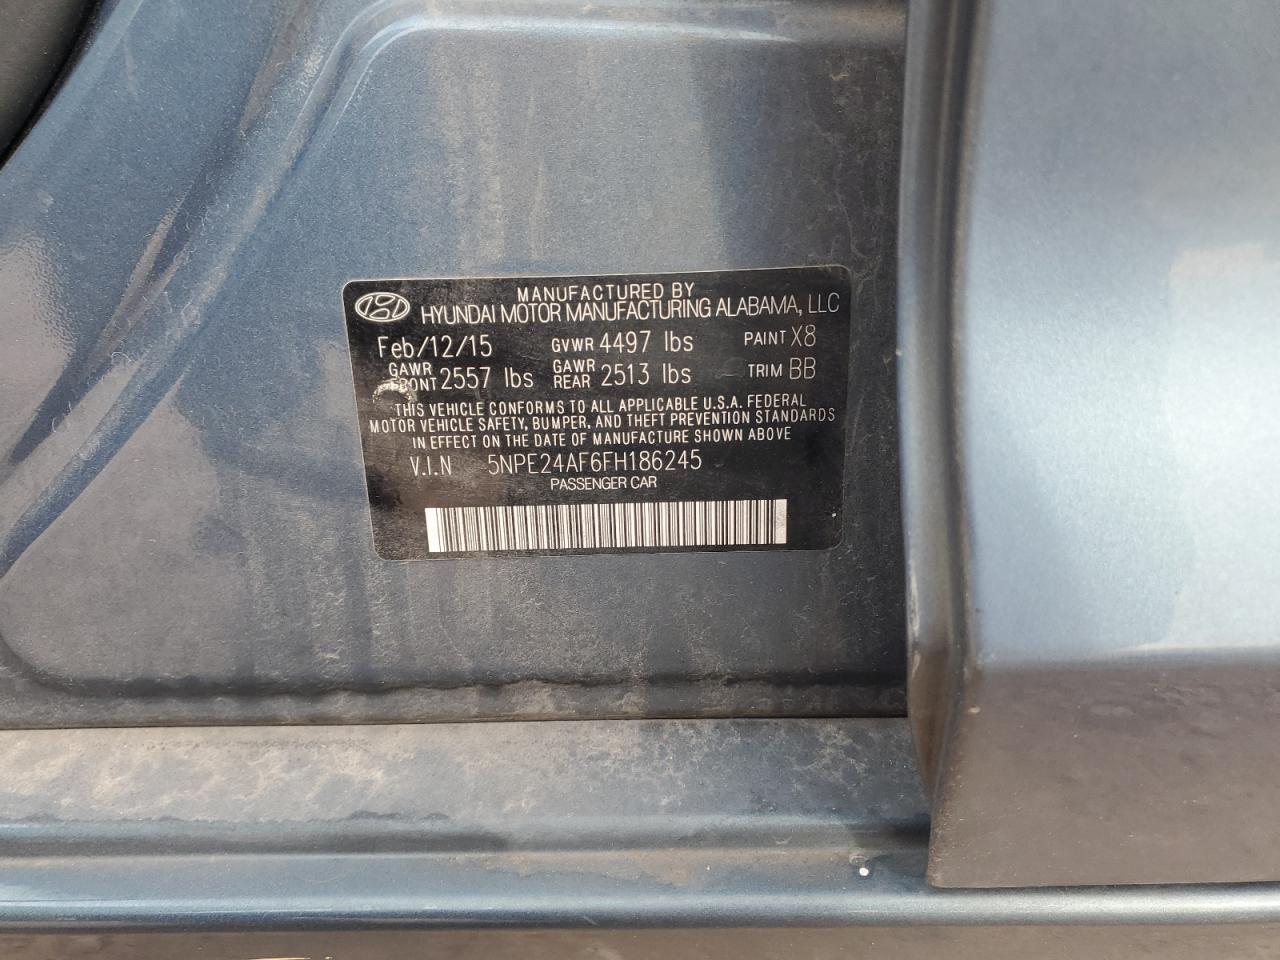 MANUFACTURED BY
HYUNDAI MOTOR MANUFACTURING ALABAMA, LLC
Feb/12/15 GVWR 4497 lbs PAINT X8
GAWR FRONT 2557 lbs GAWR REAR 2513 lbs TRIM BB
THIS VEHICLE CONFORMS TO ALL APPLICABLE U.S.A. FEDERAL
MOTOR VEHICLE SAFETY, BUMPER, AND THEFT PREVENTION STANDARDS
IN EFFECT ON THE DATE OF MANUFACTURE SHOWN ABOVE
V.I.N 5NPE24AF6FH186245
PASSENGER CAR